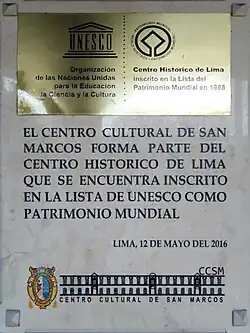 UNESCO
Organización
de las Naciones Unidas
para la Educación
la Ciencia y la Cultura
Centro Historico de Lima
inscrito en la Lista del
Patrimonio Mundial en 1988
EL CENTRO CULTURAL DE SAN
MARCOS FORMA PARTE DEL
CENTRO HISTORICO DE LIMA
QUE SE ENCUENTRA INSCRITO
EN LA LISTA DE UNESCO COMO
PATRIMONIO MUNDIAL
LIMA, 12 DE MAYO DEL 2016
CCSM
CENTRO CULTURAL DE SAN MARCOS